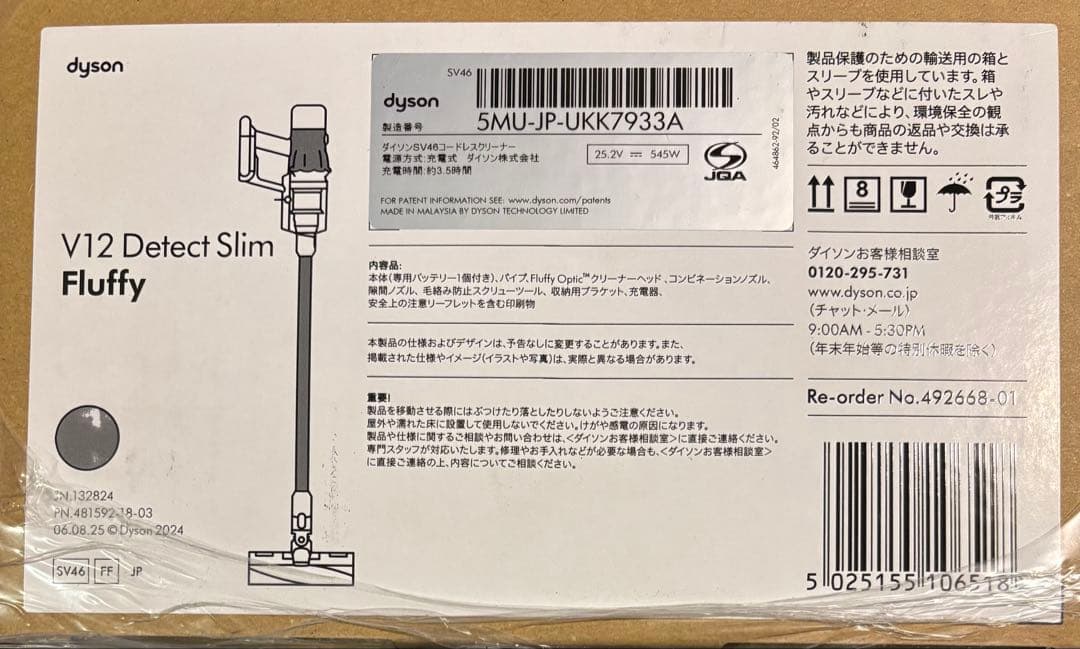 dyson
V12 Detect Slim
Fluffy
JN.132824
PN.481592-18-03
06.08.25 © Dyson 2024
SV46 FF JP
SV46
dyson
製造番号
5MU-JP-UKK7933A
ダイソンSV46コードレスクリーナー
電源方式:充電式 ダイソン株式会社
充電時間:約3.5時間
25.2V ⎓ 545W
JQA
464862-92/02
FOR PATENT INFORMATION SEE: www.dyson.com/patents
MADE IN MALAYSIA BY DYSON TECHNOLOGY LIMITED
内容品:
本体(専用バッテリー1個付き)、パイプ、Fluffy Optic™クリーナーヘッド、コンビネーションノズル、
隙間ノズル、毛絡み防止スクリューツール、収納用ブラケット、充電器、
安全上の注意リーフレットを含む印刷物
本製品の仕様およびデザインは、予告なしに変更することがあります。また、
掲載された仕様やイメージ(イラストや写真)は、実際と異なる場合があります。
重要!
製品を移動させる際にはぶつけたり落としたりしないようご注意ください。
屋外や濡れた床に設置して使用しないでください。けがや感電の原因になります。
製品や仕様に関するご相談やお問い合わせは、<ダイソンお客様相談室>に直接ご連絡ください。
専門スタッフが対応いたします。修理やお手入れなどが必要な場合も、<ダイソンお客様相談室>
に直接ご連絡の上、内容についてご相談ください。
製品保護のための輸送用の箱と
スリーブを使用しています。箱
やスリーブなどに付いたスレや
汚れなどにより、環境保全の観
点からも商品の返品や交換は承
ることができません。
8
プラ
ダイソンお客様相談室
0120-295-731
www.dyson.co.jp
(チャット・メール)
9:00AM - 5:30PM
(年末年始等の特別休暇を除く)
Re-order No.492668-01
5 025155 106518